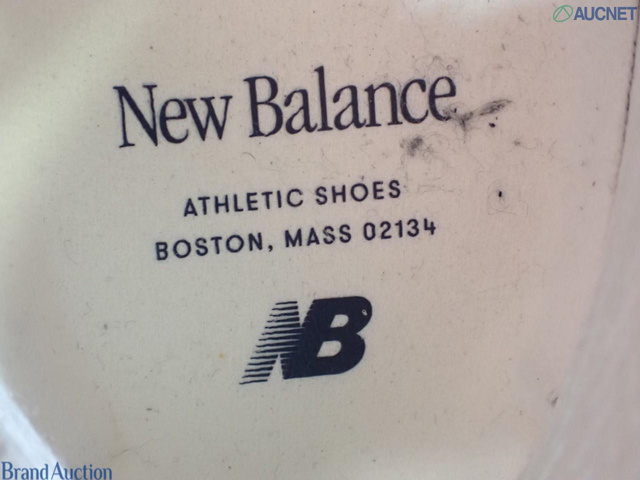 AUCNET
New Balance
ATHLETIC SHOES
BOSTON, MASS 02134
NB
Brand Auction